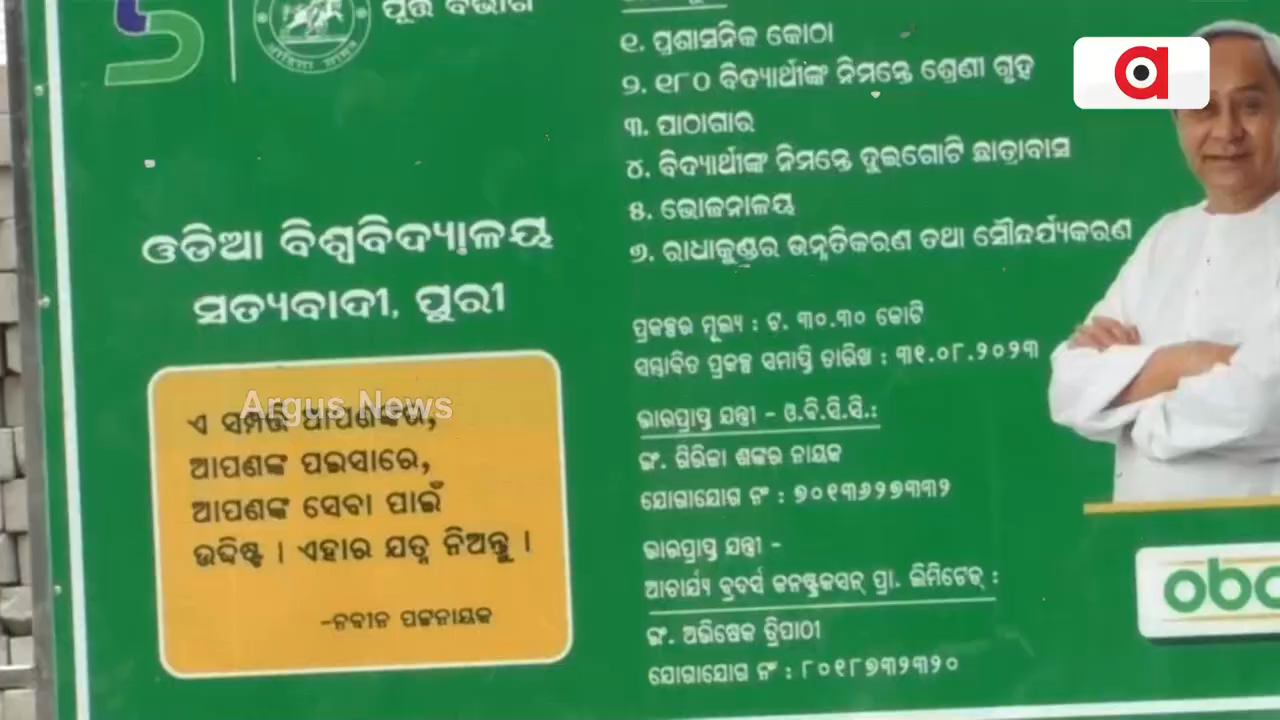 ଓଡିଆ ବିଶ୍ୱବିଦ୍ୟାଳୟ
ସତ୍ୟବାଦୀ, ପୁରୀ
Argus News
ଏ ସମ୍ପତ୍ତି ଆପଣଙ୍କର,
ଆପଣଙ୍କ ପଇସାରେ,
ଆପଣଙ୍କ ସେବା ପାଇଁ
ଉଦ୍ଦିଷ୍ଟ । ଏହାର ଯତ୍ନ ନିଅନ୍ତୁ ।
-ନବୀନ ପଟ୍ଟନାୟକ
୧. ପ୍ରଶାସନିକ କୋଠା
୨. ୧୮୦ ବିଦ୍ୟାର୍ଥୀଙ୍କ ନିମନ୍ତେ ଶ୍ରେଣୀ ଗୃହ
୩. ପାଠାଗାର
୪. ବିଦ୍ୟାର୍ଥୀଙ୍କ ନିମନ୍ତେ ଦୁଇଗୋଟି ଛାତ୍ରାବାସ
୫. ଭୋଜନାଳୟ
୬. ରାଧାକୁଣ୍ଡର ଉନ୍ନତିକରଣ ତଥା ସୌନ୍ଦର୍ଯ୍ୟକରଣ
ପ୍ରକଳ୍ପର ମୂଲ୍ୟ : ଟ. ୩୦.୩୦ କୋଟି
ସମ୍ଭାବିତ ପ୍ରକଳ୍ପ ସମାପ୍ତି ତାରିଖ : ୩୧.୦୮.୨୦୨୩
ଭାରପ୍ରାପ୍ତ ଯନ୍ତ୍ରୀ - ଓ.ବି.ସି.ସି.:
ଇଂ. ଗିରିଜା ଶଙ୍କର ନାୟକ
ଯୋଗାଯୋଗ ନଂ : ୭୦୧୩୬୨୭୩୩୨
ଭାରପ୍ରାପ୍ତ ଯନ୍ତ୍ରୀ -
ଆଚାର୍ଯ୍ୟ ବ୍ରଦର୍ସ କନଷ୍ଟ୍ରକସନ୍ ପ୍ରା. ଲିମିଟେଡ୍ :
ଇଂ. ଅଭିଷେକ ତ୍ରିପାଠୀ
ଯୋଗାଯୋଗ ନଂ : ୮୦୧୮୭୩୨୩୨୦